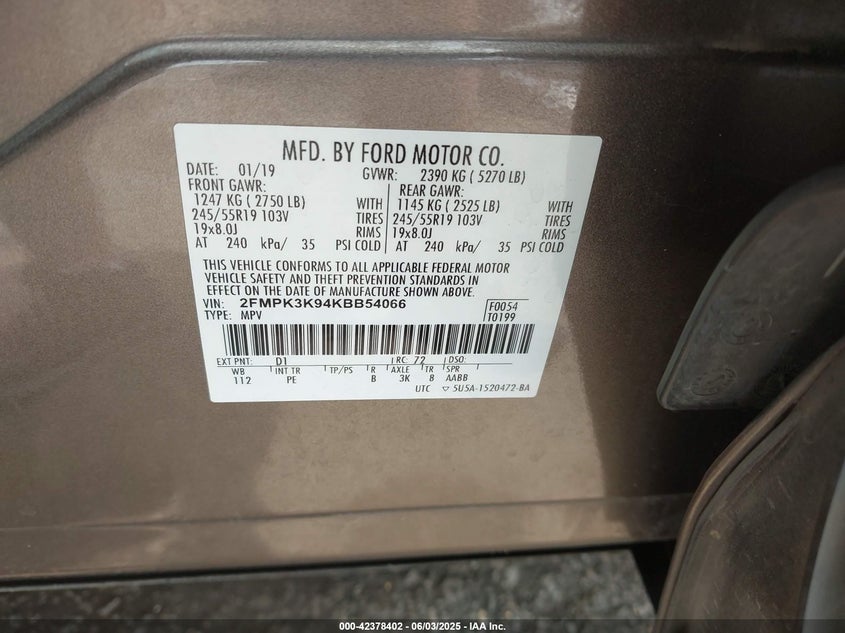 MFD. BY FORD MOTOR CO.
DATE: 01/19 GVWR: 2390 KG ( 5270 LB)
FRONT GAWR: REAR GAWR:
1247 KG ( 2750 LB) WITH 1145 KG ( 2525 LB) WITH
245/55R19 103V TIRES 245/55R19 103V TIRES
19x8.0J RIMS 19x8.0J RIMS
AT 240 kPa/ 35 PSI COLD AT 240 kPa/ 35 PSI COLD
THIS VEHICLE CONFORMS TO ALL APPLICABLE FEDERAL MOTOR
VEHICLE SAFETY AND THEFT PREVENTION STANDARDS IN
EFFECT ON THE DATE OF MANUFACTURE SHOWN ABOVE.
VIN: 2FMPK3K94KBB54066 F0054
TYPE: MPV T0199
EXT PNT: D1 RC: 72 DSO:
WB INT TR TP/PS R AXLE TR SPR
112 PE B 3K 8 AABB
UTC ▽ 5U5A-1520472-BA
000-42378402 - 06/03/2025 - IAA Inc.